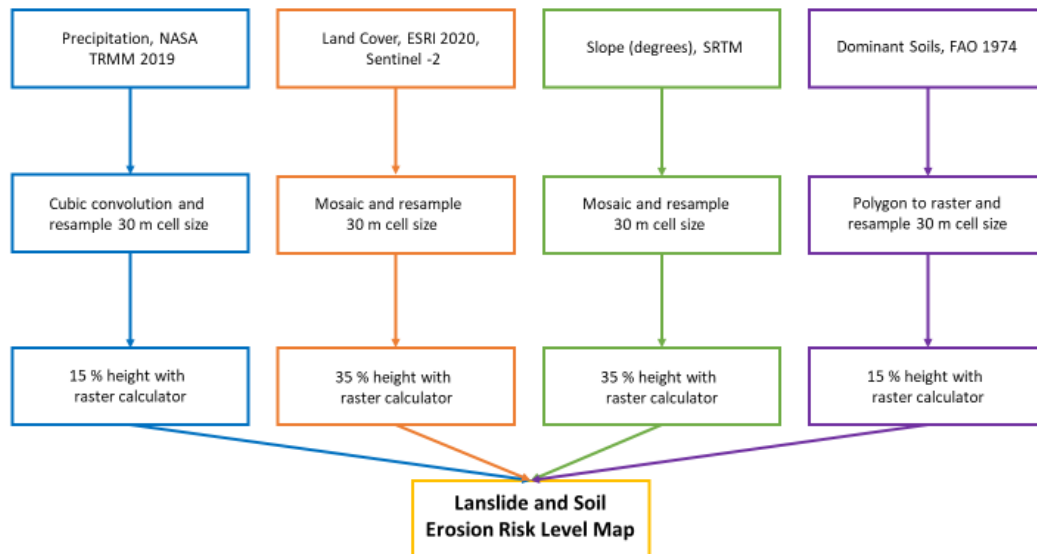 Precipitation, NASA
TRMM 2019
Land Cover, ESRI 2020,
Sentinel -2
Slope (degrees), SRTM
Dominant Soils, FAO 1974
Cubic convolution and
resample 30 m cell size
Mosaic and resample
30 m cell size
Mosaic and resample
30 m cell size
Polygon to raster and
resample 30 m cell size
15 % height with
raster calculator
35 % height with
raster calculator
35 % height with
raster calculator
15 % height with
raster calculator
Lanslide and Soil
Erosion Risk Level Map